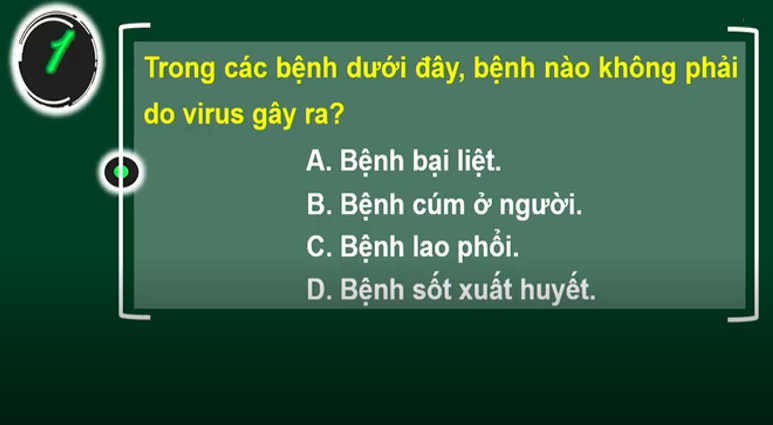 1
Trong các bệnh dưới đây, bệnh nào không phải
do virus gây ra?
A. Bệnh bại liệt.
B. Bệnh cúm ở người.
C. Bệnh lao phổi.
D. Bệnh sốt xuất huyết.